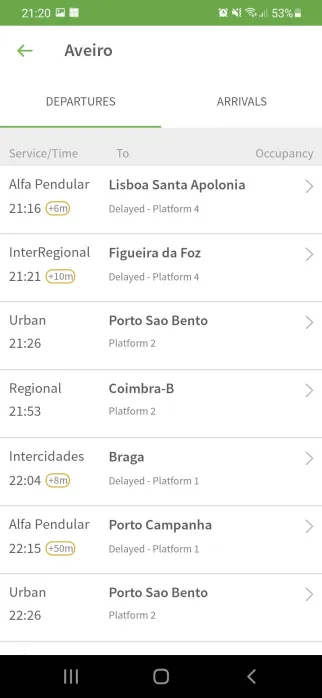 21:20 53%
Aveiro
DEPARTURES ARRIVALS
Service/Time To Occupancy
Alfa Pendular Lisboa Santa Apolonia
21:16 +6m Delayed - Platform 4
InterRegional Figueira da Foz
21:21 +10m Delayed - Platform 4
Urban Porto Sao Bento
21:26 Platform 2
Regional Coimbra-B
21:53 Platform 2
Intercidades Braga
22:04 +8m Delayed - Platform 1
Alfa Pendular Porto Campanha
22:15 +50m Delayed - Platform 1
Urban Porto Sao Bento
22:26 Platform 2